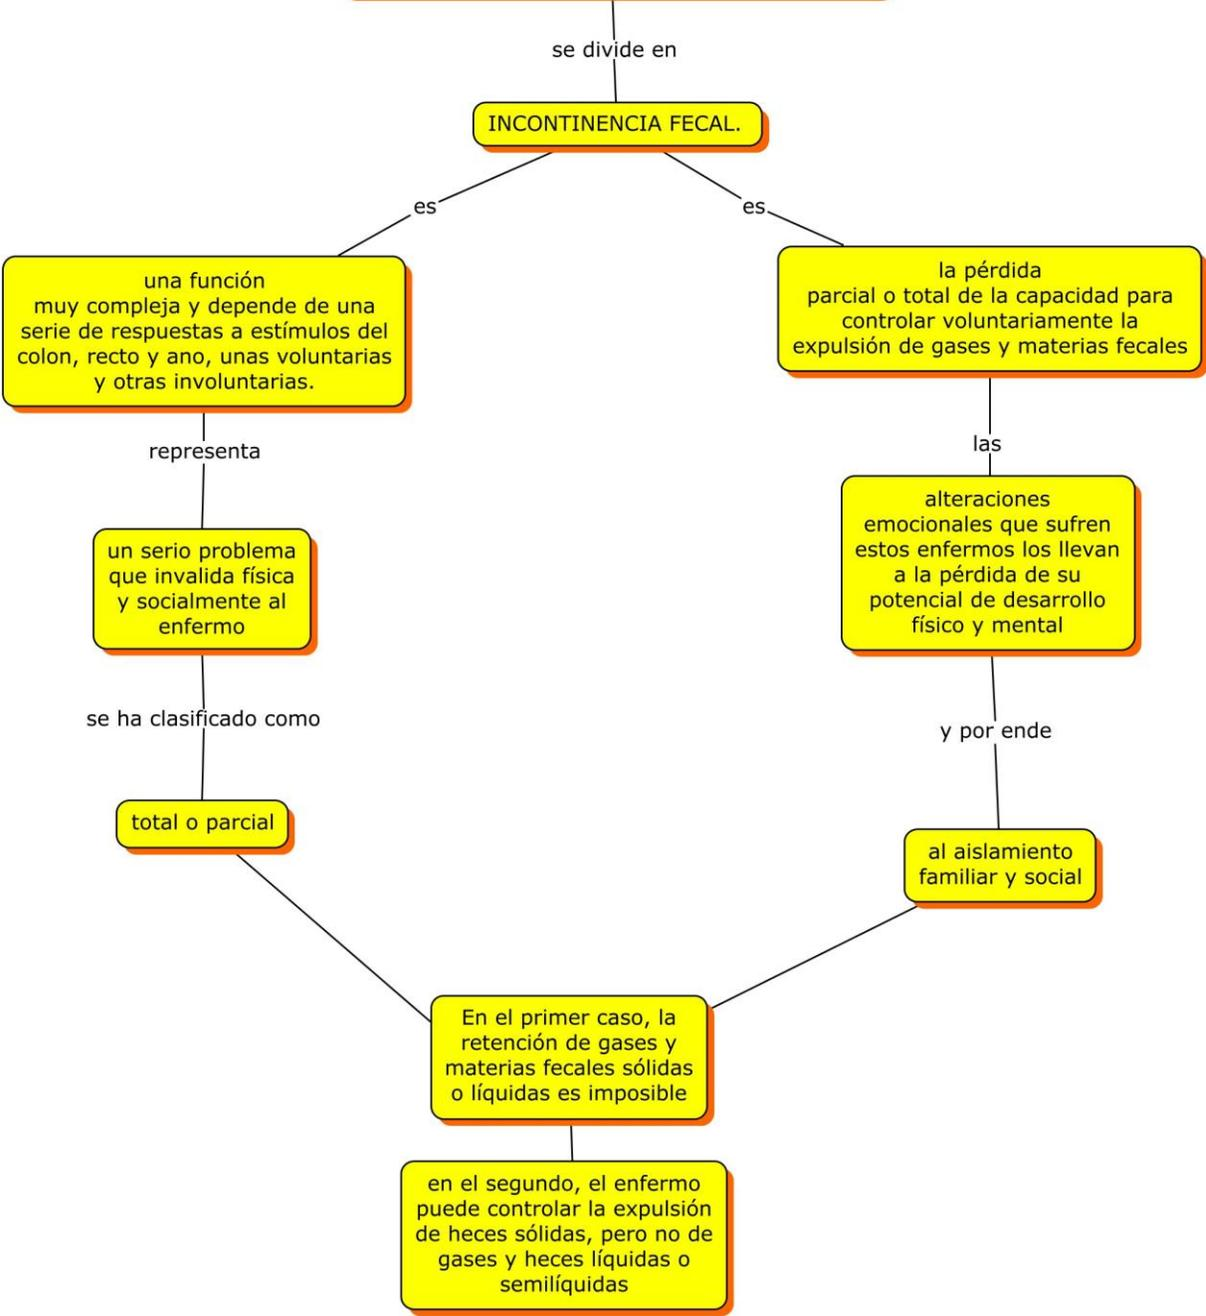 se divide en
INCONTINENCIA FECAL.
es
es
una función
muy compleja y depende de una
serie de respuestas a estímulos del
colon, recto y ano, unas voluntarias
y otras involuntarias.
la pérdida
parcial o total de la capacidad para
controlar voluntariamente la
expulsión de gases y materias fecales
representa
las
un serio problema
que invalida física
y socialmente al
enfermo
alteraciones
emocionales que sufren
estos enfermos los llevan
a la pérdida de su
potencial de desarrollo
físico y mental
se ha clasificado como
y por ende
total o parcial
al aislamiento
familiar y social
En el primer caso, la
retención de gases y
materias fecales sólidas
o líquidas es imposible
en el segundo, el enfermo
puede controlar la expulsión
de heces sólidas, pero no de
gases y heces líquidas o
semilíquidas